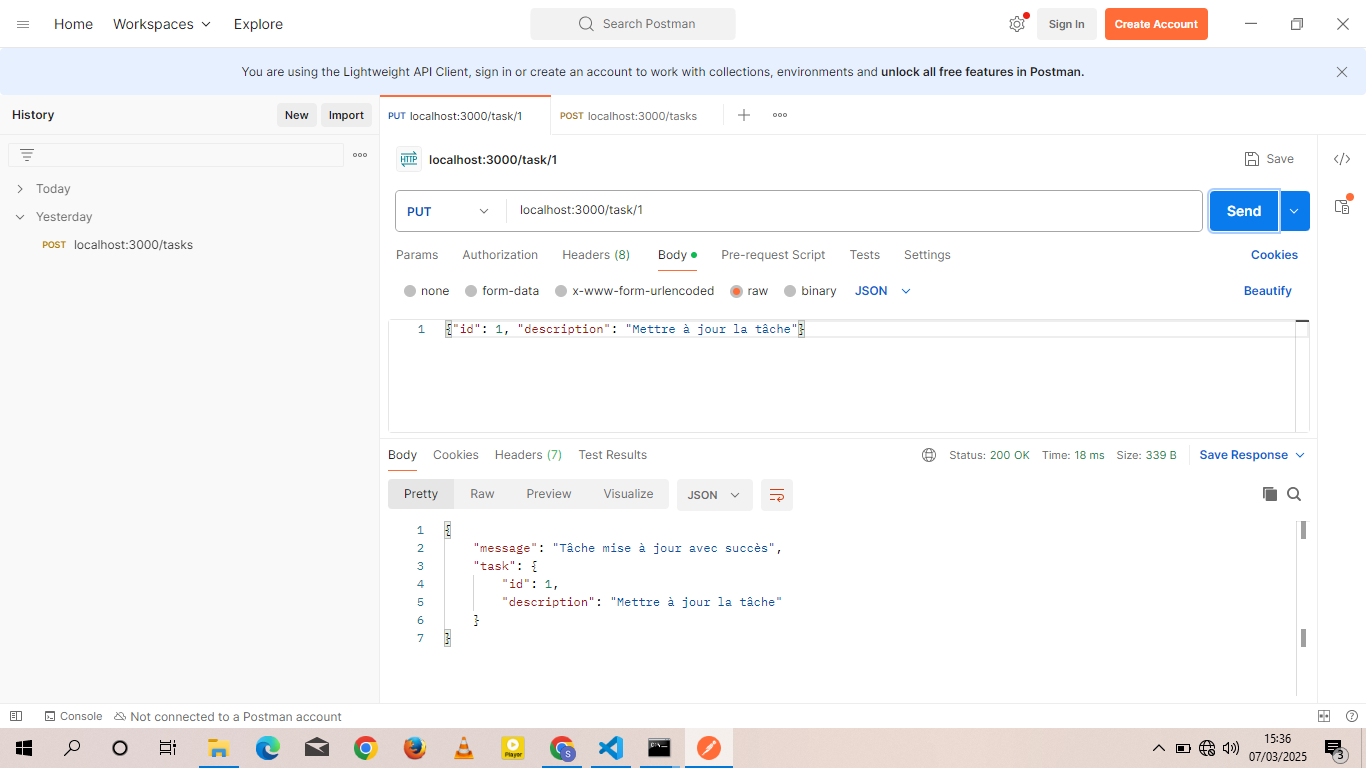 Home Workspaces Explore Search Postman Sign In Create Account
You are using the Lightweight API Client, sign in or create an account to work with collections, environments and unlock all free features in Postman.
History New Import
PUT localhost:3000/task/1 POST localhost:3000/tasks
Today
Yesterday
POST localhost:3000/tasks
HTTP localhost:3000/task/1 Save
PUT localhost:3000/task/1 Send
Params Authorization Headers (8) Body Pre-request Script Tests Settings Cookies
none form-data x-www-form-urlencoded raw binary JSON Beautify
1 {"id": 1, "description": "Mettre à jour la tâche"}
Body Cookies Headers (7) Test Results Status: 200 OK Time: 18 ms Size: 339 B Save Response
Pretty Raw Preview Visualize JSON
1 {
2 "message": "Tâche mise à jour avec succès",
3 "task": {
4 "id": 1,
5 "description": "Mettre à jour la tâche"
6 }
7 }
Console Not connected to a Postman account
Player
S
15:36
07/03/2025
3